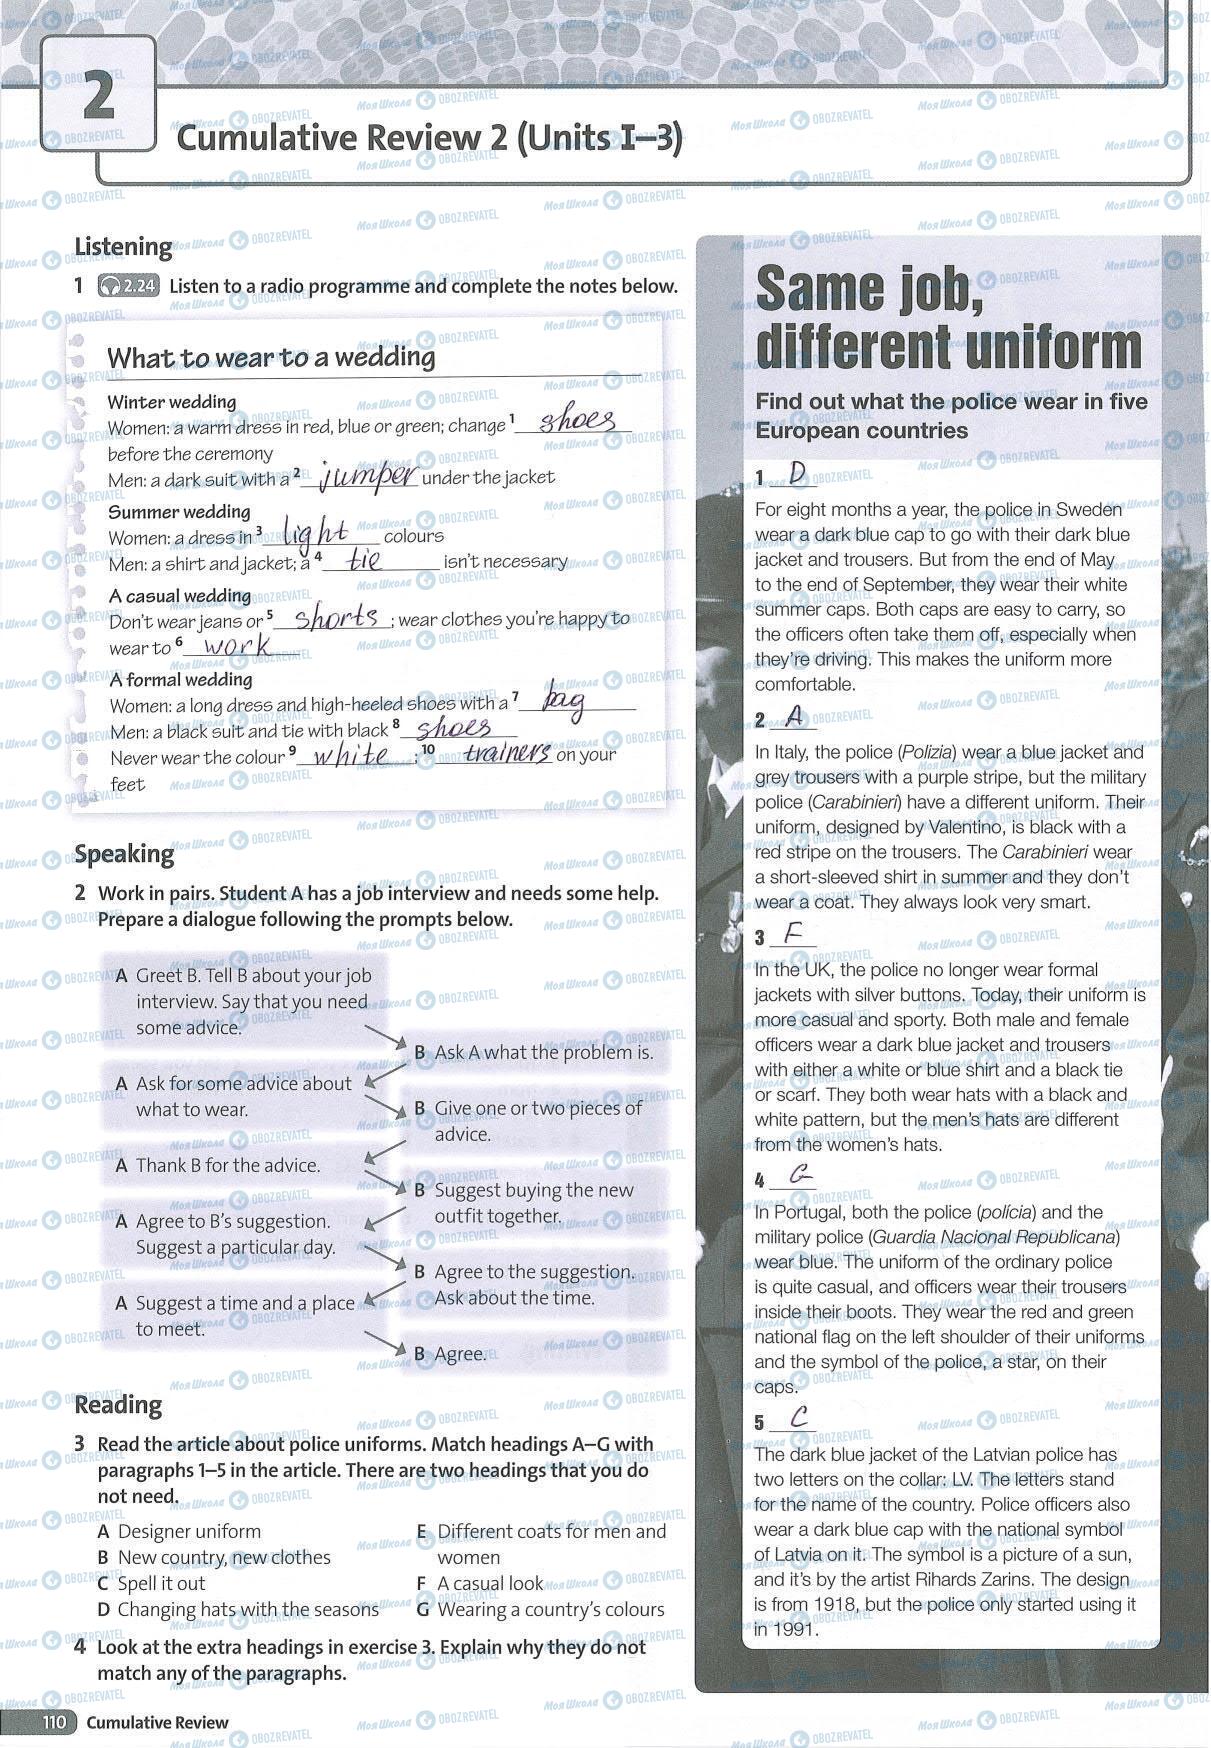 2
Cumulative Review 2 (Units I–3)
Listening
1 2.24 Listen to a radio programme and complete the notes below.
What to wear to a wedding
Winter wedding
Women: a warm dress in red, blue or green; change 1 shoes
before the ceremony
Men: a dark suit with a 2 jumper under the jacket
Summer wedding
Women: a dress in 3 light colours
Men: a shirt and jacket; a 4 tie isn't necessary
A casual wedding
Don't wear jeans or 5 shorts ; wear clothes you're happy to
wear to 6 work
A formal wedding
Women: a long dress and high-heeled shoes with a 7 bag
Men: a black suit and tie with black 8 shoes
Never wear the colour 9 white ; 10 trainers on your
feet
Speaking
2 Work in pairs. Student A has a job interview and needs some help.
Prepare a dialogue following the prompts below.
A Greet B. Tell B about your job
interview. Say that you need
some advice.
B Ask A what the problem is.
A Ask for some advice about
what to wear.
B Give one or two pieces of
advice.
A Thank B for the advice.
B Suggest buying the new
outfit together.
A Agree to B's suggestion.
Suggest a particular day.
B Agree to the suggestion.
Ask about the time.
A Suggest a time and a place
to meet.
B Agree.
Reading
3 Read the article about police uniforms. Match headings A–G with
paragraphs 1–5 in the article. There are two headings that you do
not need.
A Designer uniform
B New country, new clothes
C Spell it out
D Changing hats with the seasons
E Different coats for men and
women
F A casual look
G Wearing a country's colours
4 Look at the extra headings in exercise 3. Explain why they do not
match any of the paragraphs.
110 Cumulative Review
Same job,
different uniform
Find out what the police wear in five
European countries
1 D
For eight months a year, the police in Sweden
wear a dark blue cap to go with their dark blue
jacket and trousers. But from the end of May
to the end of September, they wear their white
summer caps. Both caps are easy to carry, so
the officers often take them off, especially when
they're driving. This makes the uniform more
comfortable.
2 A
In Italy, the police (Polizia) wear a blue jacket and
grey trousers with a purple stripe, but the military
police (Carabinieri) have a different uniform. Their
uniform, designed by Valentino, is black with a
red stripe on the trousers. The Carabinieri wear
a short-sleeved shirt in summer and they don't
wear a coat. They always look very smart.
3 F
In the UK, the police no longer wear formal
jackets with silver buttons. Today, their uniform is
more casual and sporty. Both male and female
officers wear a dark blue jacket and trousers
with either a white or blue shirt and a black tie
or scarf. They both wear hats with a black and
white pattern, but the men's hats are different
from the women's hats.
4 G
In Portugal, both the police (polícia) and the
military police (Guardia Nacional Republicana)
wear blue. The uniform of the ordinary police
is quite casual, and officers wear their trousers
inside their boots. They wear the red and green
national flag on the left shoulder of their uniforms
and the symbol of the police, a star, on their
caps.
5 C
The dark blue jacket of the Latvian police has
two letters on the collar: LV. The letters stand
for the name of the country. Police officers also
wear a dark blue cap with the national symbol
of Latvia on it. The symbol is a picture of a sun,
and it's by the artist Rihards Zarins. The design
is from 1918, but the police only started using it
in 1991.
Моя Школа OBOZREVATEL